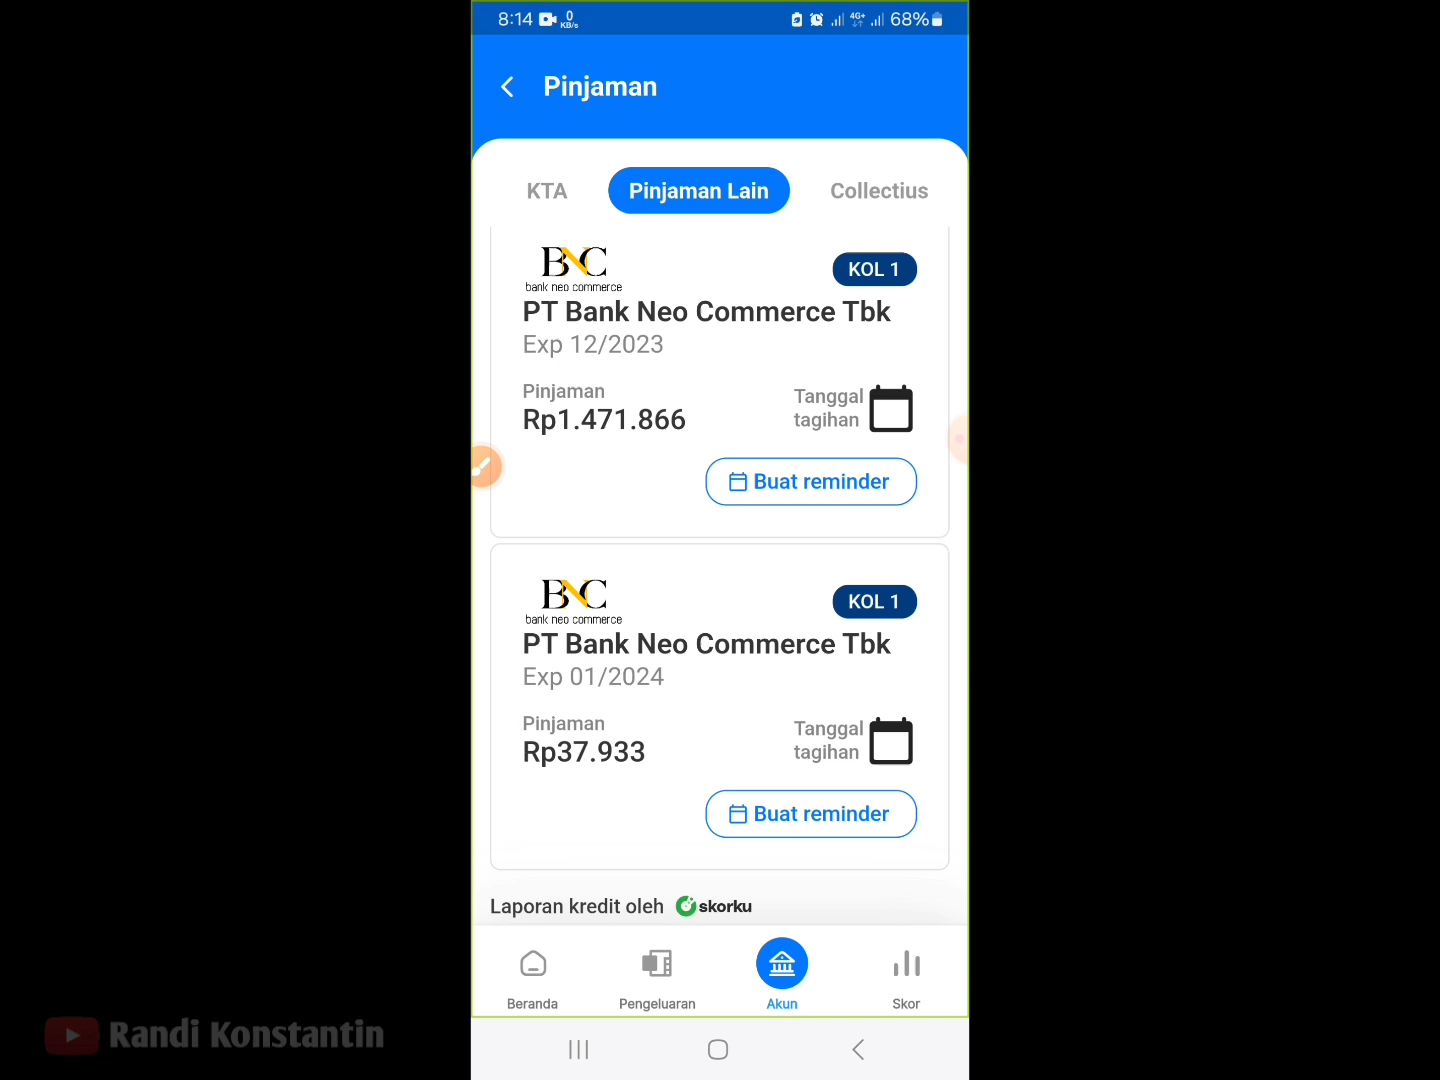 8:14
0
KB/s
4G+
68%
Pinjaman
KTA
Pinjaman Lain
Collectius
BNC
bank neo commerce
KOL 1
PT Bank Neo Commerce Tbk
Exp 12/2023
Pinjaman
Rp1.471.866
Tanggal
tagihan
Buat reminder
BNC
bank neo commerce
KOL 1
PT Bank Neo Commerce Tbk
Exp 01/2024
Pinjaman
Rp37.933
Tanggal
tagihan
Buat reminder
Laporan kredit oleh skorku
Beranda
Pengeluaran
Akun
Skor
Randi Konstantin